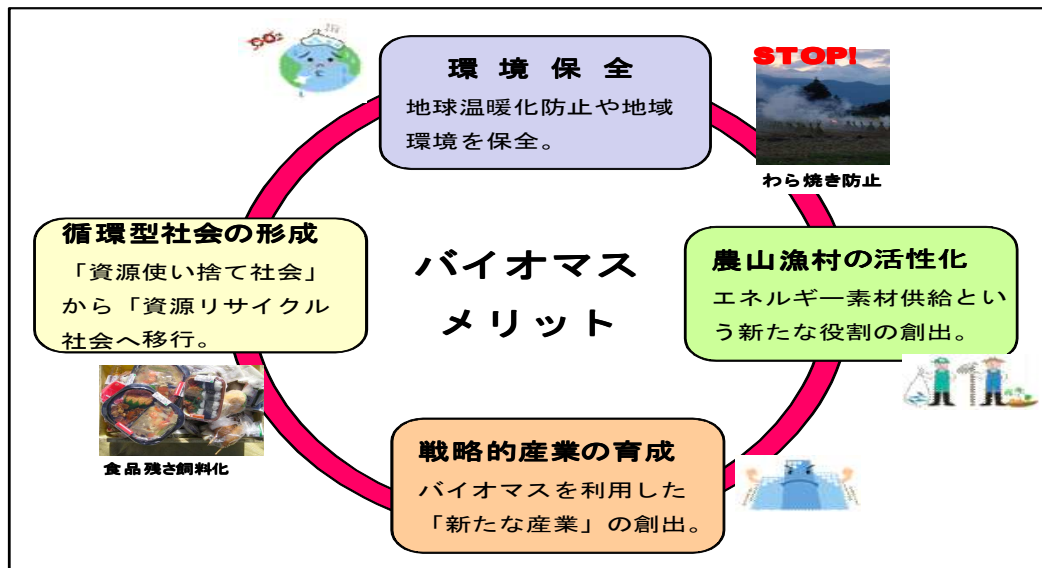 CO2
環境保全
地球温暖化防止や地域
環境を保全。
STOP!
わら焼き防止
循環型社会の形成
「資源使い捨て社会」
から「資源リサイクル
社会へ移行。
バイオマス
メリット
農山漁村の活性化
エネルギー素材供給とい
う新たな役割の創出。
食品残さ飼料化
戦略的産業の育成
バイオマスを利用した
「新たな産業」の創出。